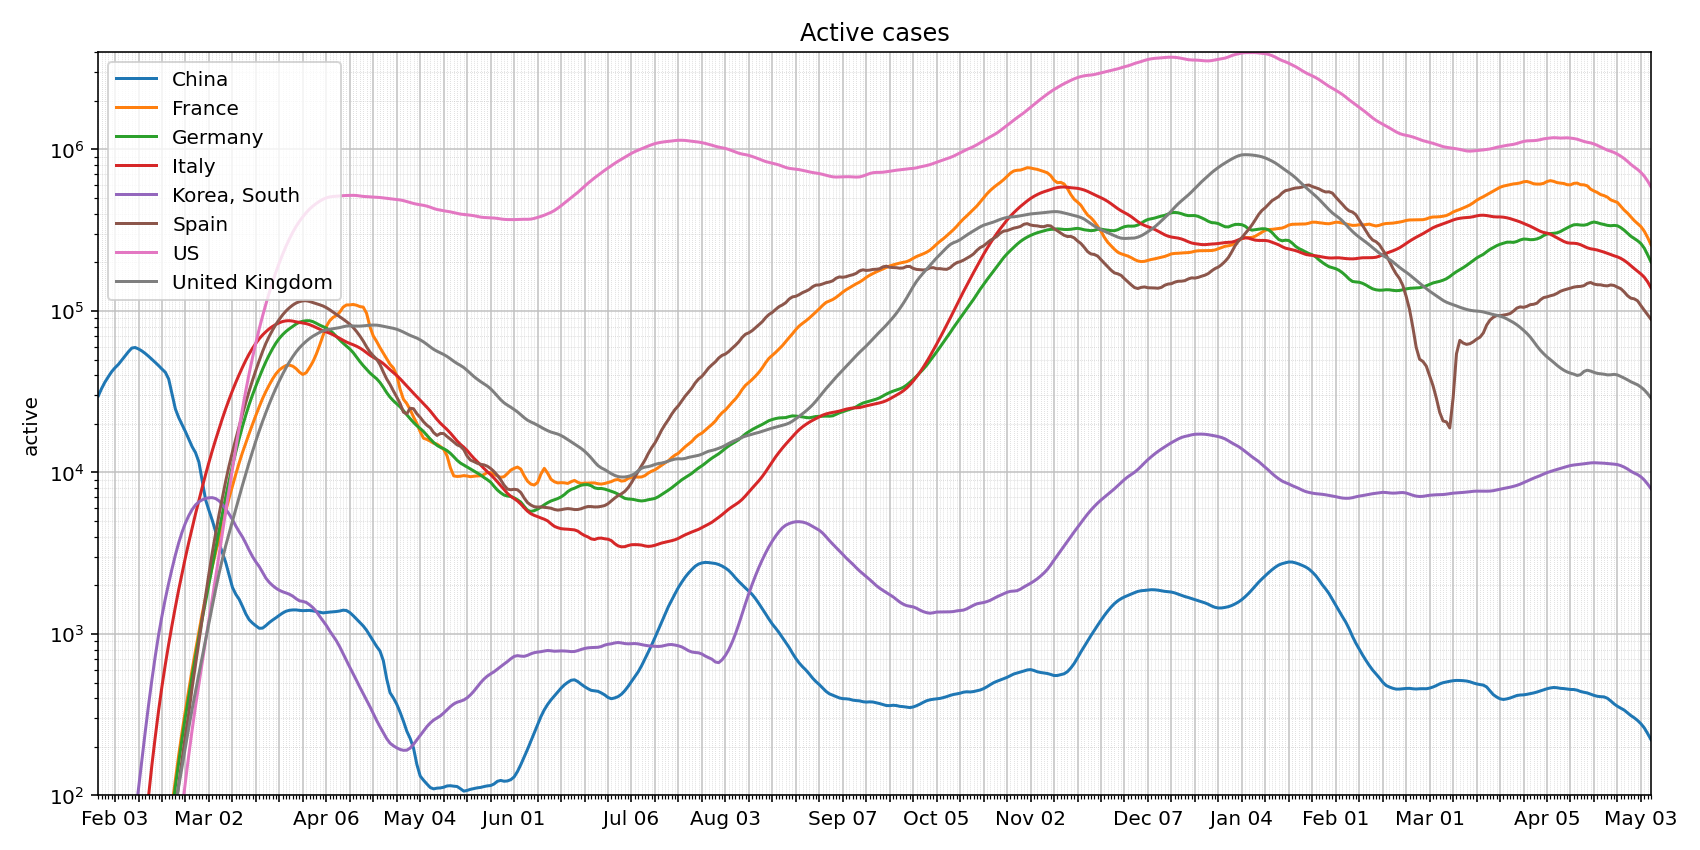 Active cases
active
10^6
10^5
10^4
10^3
10^2
China
France
Germany
Italy
Korea, South
Spain
US
United Kingdom
Feb 03 Mar 02 Apr 06 May 04 Jun 01 Jul 06 Aug 03 Sep 07 Oct 05 Nov 02 Dec 07 Jan 04 Feb 01 Mar 01 Apr 05 May 03